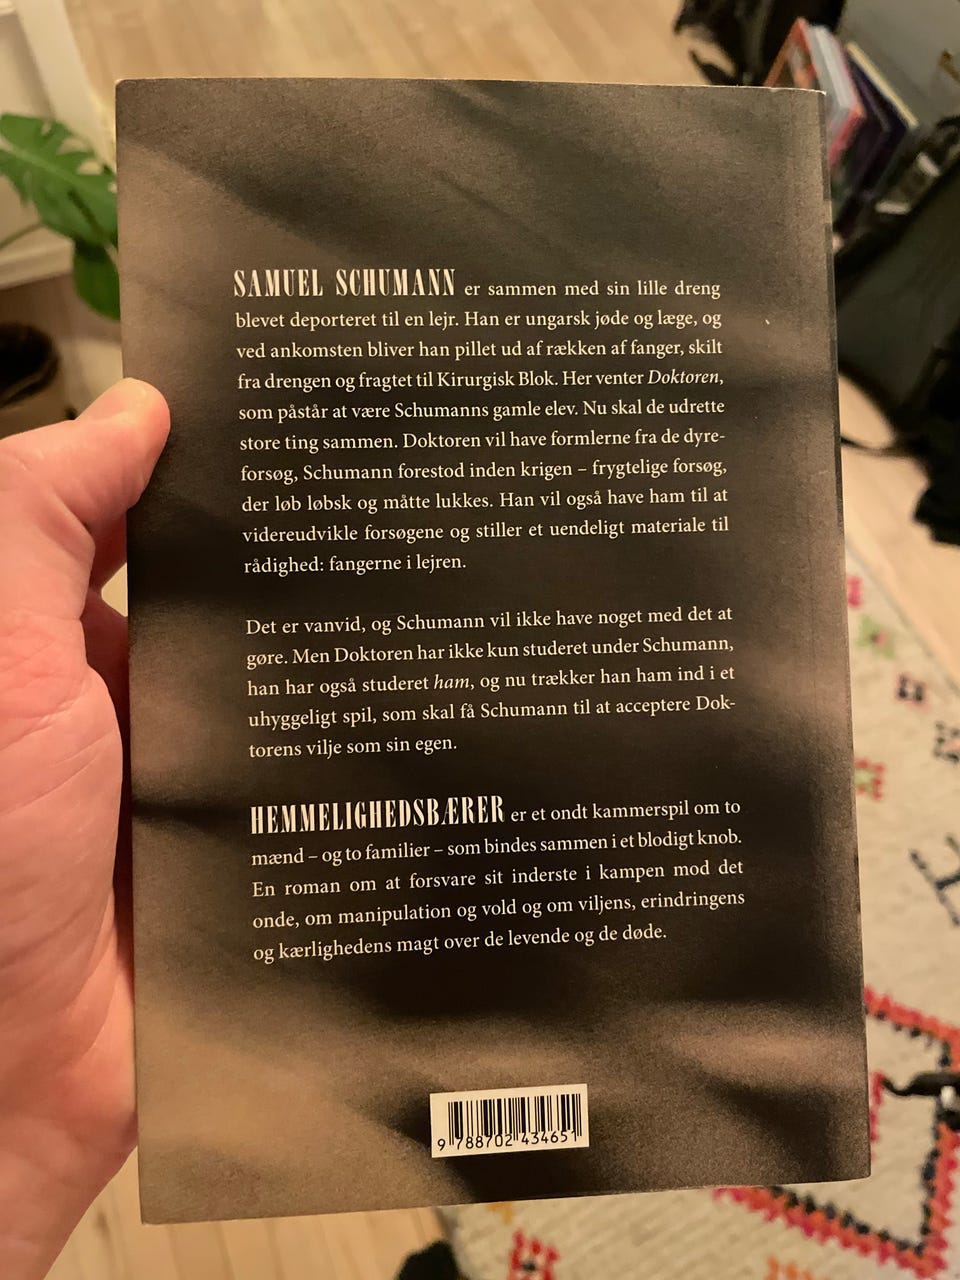 SAMUEL SCHUMANN er sammen med sin lille dreng
blevet deporteret til en lejr. Han er ungarsk jøde og læge, og
ved ankomsten bliver han pillet ud af rækken af fanger, skilt
fra drengen og fragtet til Kirurgisk Blok. Her venter Doktoren,
som påstår at være Schumanns gamle elev. Nu skal de udrette
store ting sammen. Doktoren vil have formlerne fra de dyre-
forsøg, Schumann forestod inden krigen – frygtelige forsøg,
der løb løbsk og måtte lukkes. Han vil også have ham til at
videreudvikle forsøgene og stiller et uendeligt materiale til
rådighed: fangerne i lejren.
Det er vanvid, og Schumann vil ikke have noget med det at
gøre. Men Doktoren har ikke kun studeret under Schumann,
han har også studeret ham, og nu trækker han ham ind i et
uhyggeligt spil, som skal få Schumann til at acceptere Dok-
torens vilje som sin egen.
HEMMELIGHEDSBÆRER er et ondt kammerspil om to
mænd – og to familier – som bindes sammen i et blodigt knob.
En roman om at forsvare sit inderste i kampen mod det
onde, om manipulation og vold og om viljens, erindringens
og kærlighedens magt over de levende og de døde.
9 788702 434651